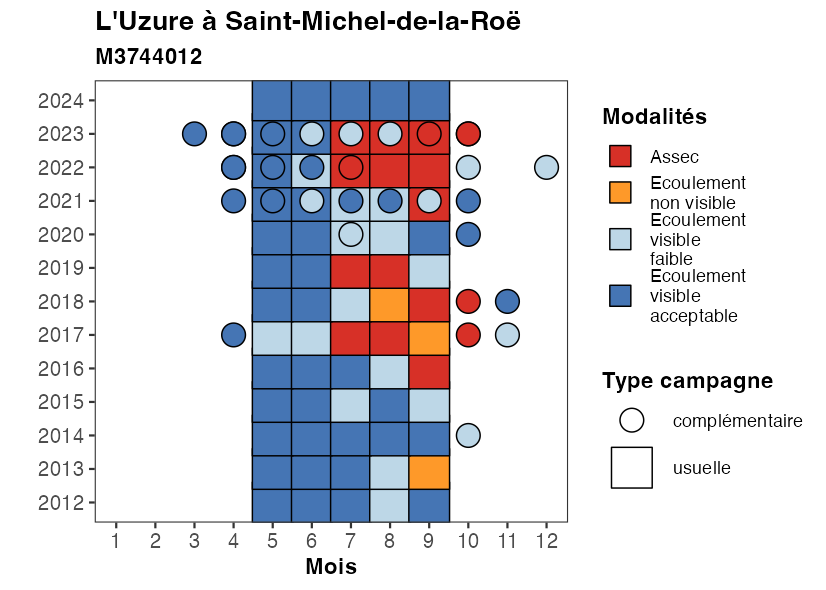 L'Uzure à Saint-Michel-de-la-Roë
M3744012
2024
2023
2022
2021
2020
2019
2018
2017
2016
2015
2014
2013
2012
1 2 3 4 5 6 7 8 9 10 11 12
Mois
Modalités
Assec
Ecoulement
non visible
Ecoulement
visible
faible
Ecoulement
visible
acceptable
Type campagne
complémentaire
usuelle